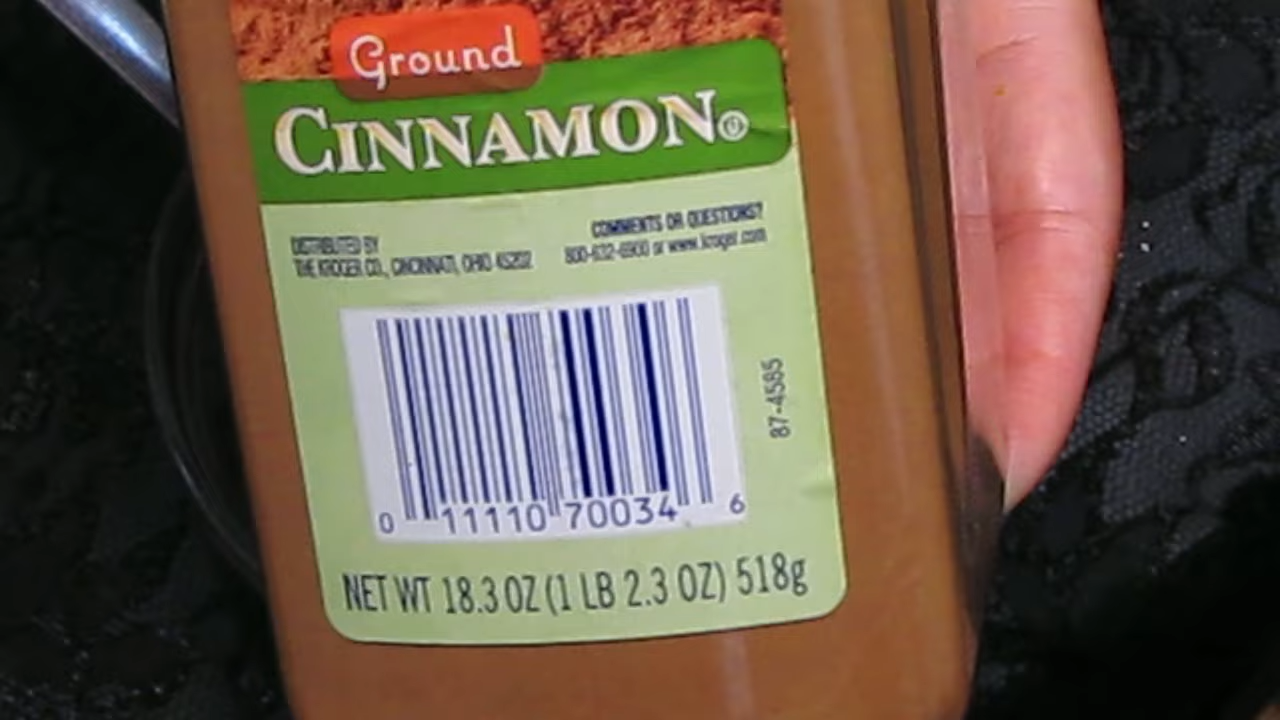 Ground
CINNAMON
DISTRIBUTED BY
THE KROGER CO., CINCINNATI, OHIO 45202
COMMENTS OR QUESTIONS?
800-632-6900 or www.kroger.com
87-4585
0 11110 70034 6
NET WT 18.3 OZ (1 LB 2.3 OZ) 518g